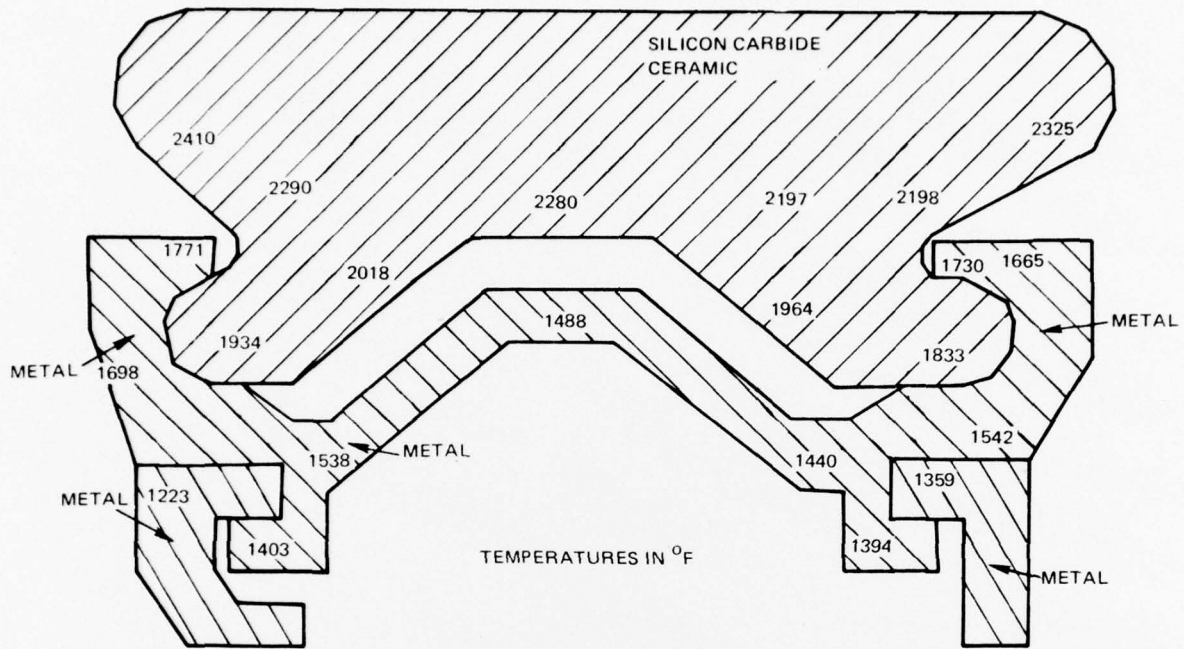 SILICON CARBIDE
CERAMIC
2410
2325
2290
2280
2197
2198
1771
2018
1730
1665
1934
1488
1964
METAL
METAL
1698
1833
1538
METAL
1440
1542
METAL
1223
1359
1403
TEMPERATURES IN °F
1394
METAL